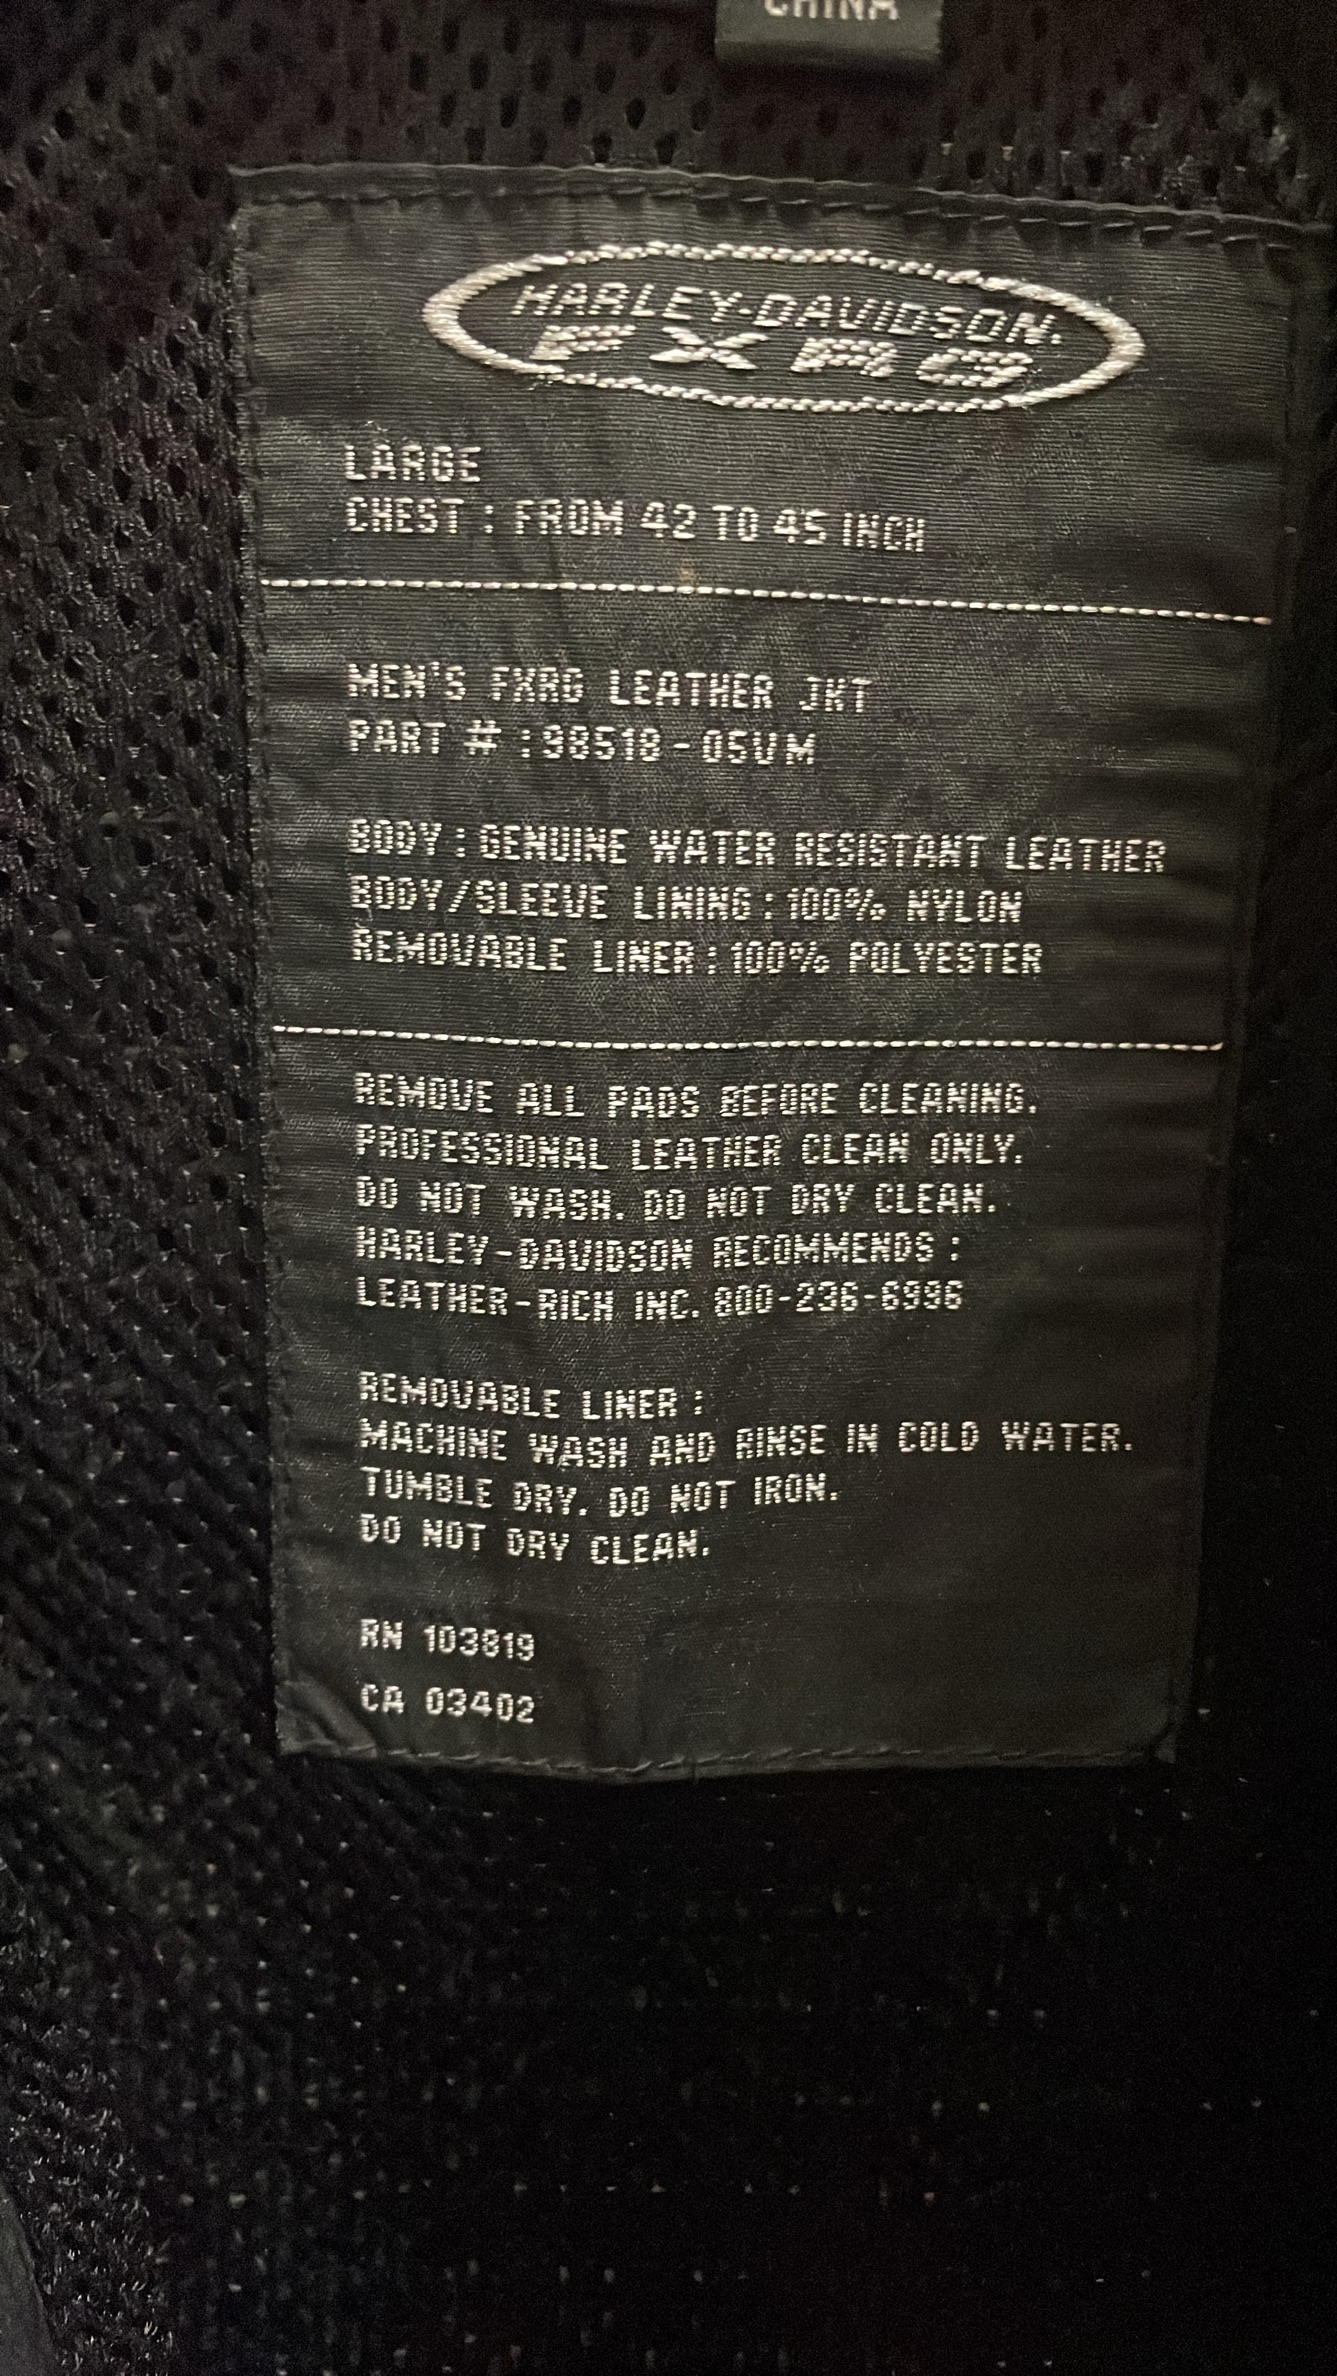 CHINA
HARLEY-DAVIDSON.
FXRG
LARGE
CHEST : FROM 42 TO 45 INCH
MEN'S FXRG LEATHER JKT
PART # : 98518 - 05VM
BODY : GENUINE WATER RESISTANT LEATHER
BODY/SLEEVE LINING : 100% NYLON
REMOVABLE LINER : 100% POLYESTER
REMOVE ALL PADS BEFORE CLEANING.
PROFESSIONAL LEATHER CLEAN ONLY.
DO NOT WASH. DO NOT DRY CLEAN.
HARLEY-DAVIDSON RECOMMENDS :
LEATHER-RICH INC. 800-236-6996
REMOVABLE LINER :
MACHINE WASH AND RINSE IN COLD WATER.
TUMBLE DRY. DO NOT IRON.
DO NOT DRY CLEAN.
RN 103819
CA 03402